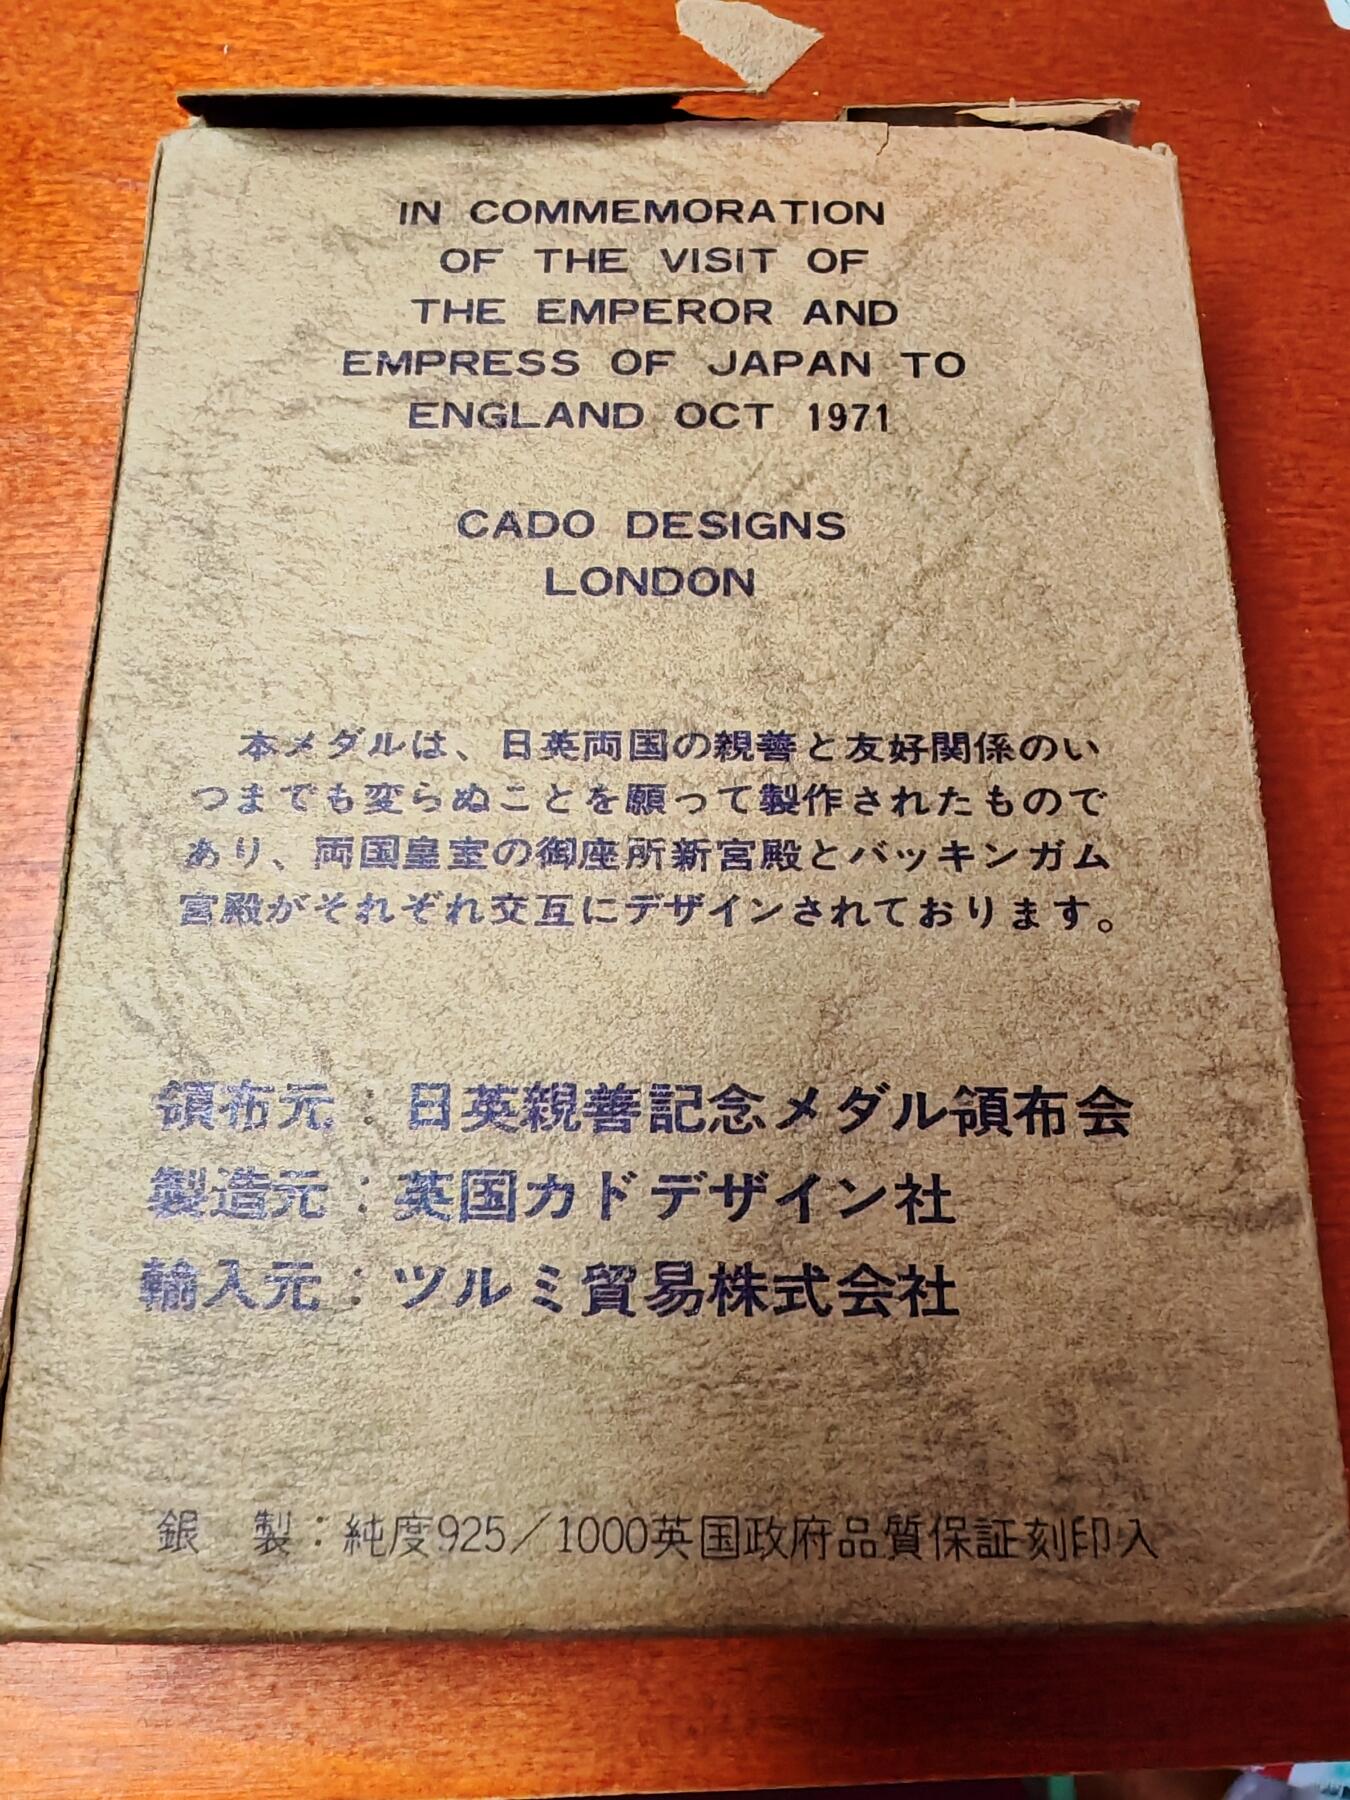 IN COMMEMORATION
OF THE VISIT OF
THE EMPEROR AND
EMPRESS OF JAPAN TO
ENGLAND OCT 1971
CADO DESIGNS
LONDON
本メダルは、日英両国の親善と友好関係のい
つまでも変らぬことを願って製作されたもので
あり、両国皇室の御座所新宮殿とバッキンガム
宮殿がそれぞれ交互にデザインされております。
領布元：日英親善記念メダル領布会
製造元：英国カドデザイン社
輸入元：ツルミ貿易株式会社
銀　製：純度925／1000英国政府品質保証刻印入